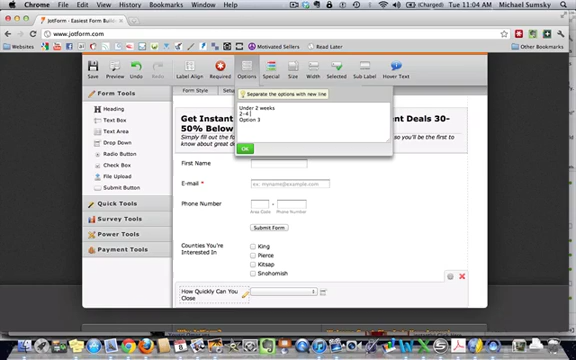 Chrome File Edit View History Bookmarks Window Help
(Charged) Tue 11:04 AM Michael Sumsky
JotForm - Easiest Form Buil
www.jotform.com
Websites
Motivated Sellers
Read Later
Other Bookmarks
Save
Preview
Undo
Redo
Label Align
Required
Options
Special
Size
Width
Selected
Sub Label
Hover Text
Form Tools
Form Style
Separate the options with new line
Under 2 weeks
2-4
Option 3
OK
Heading
Text Box
Text Area
Drop Down
Radio Button
Check Box
File Upload
Submit Button
Quick Tools
Survey Tools
Power Tools
Payment Tools
Get Instant
ent Deals 30-
50% Below
Simply fill out the for
'll be the first to
know about great d
First Name
E-mail *
ex: myname@example.com
Phone Number
-
Area Code
Phone Number
Submit Form
Counties You're
Interested In
King
Pierce
Kitsap
Snohomish
How Quickly Can You
Close